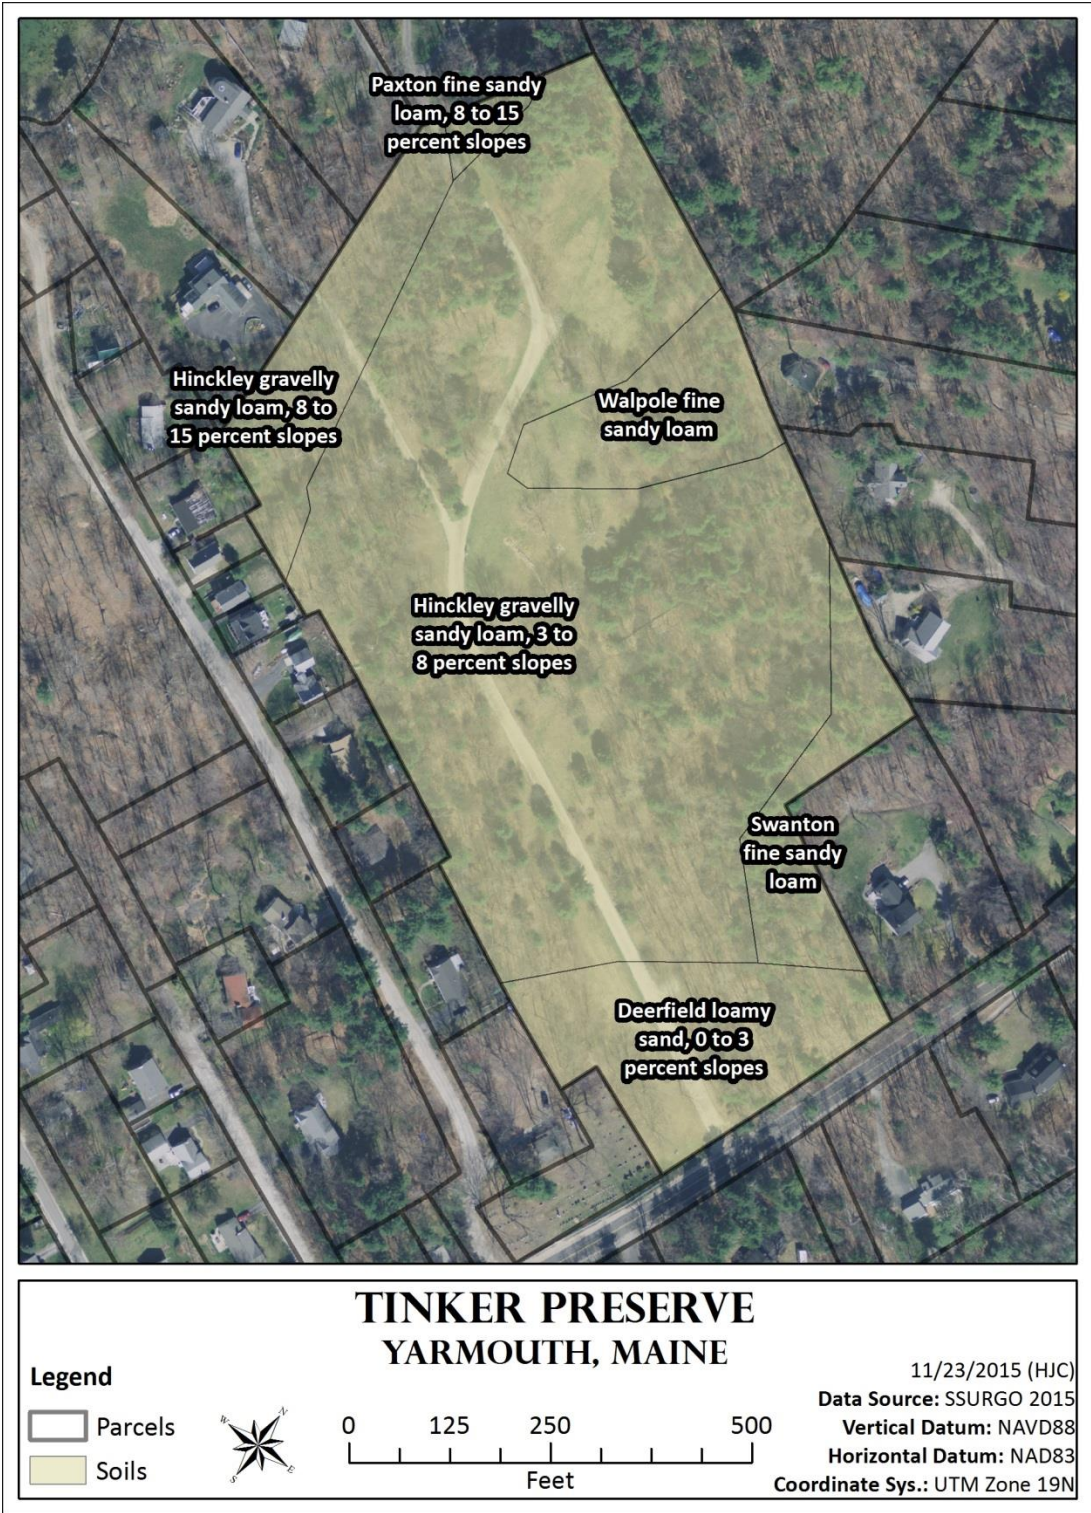 Paxton fine sandy
loam, 8 to 15
percent slopes
Hinckley gravelly
sandy loam, 8 to
15 percent slopes
Walpole fine
sandy loam
Hinckley gravelly
sandy loam, 3 to
8 percent slopes
Swanton
fine sandy
loam
Deerfield loamy
sand, 0 to 3
percent slopes
TINKER PRESERVE
YARMOUTH, MAINE
Legend
Parcels
Soils
W N
S E
0 125 250 500
Feet
11/23/2015 (HJC)
Data Source: SSURGO 2015
Vertical Datum: NAVD88
Horizontal Datum: NAD83
Coordinate Sys.: UTM Zone 19N